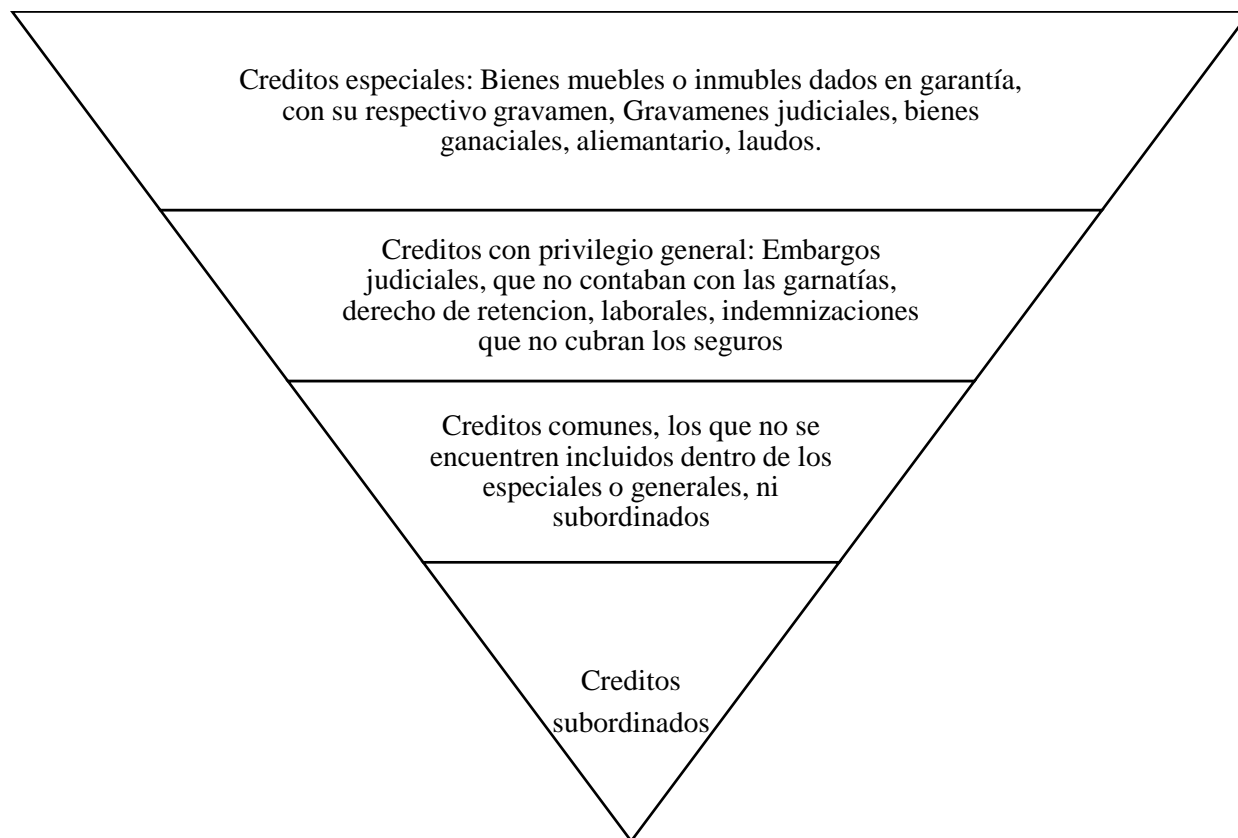 Creditos especiales: Bienes muebles o inmubles dados en garantía,
con su respectivo gravamen, Gravamenes judiciales, bienes
ganaciales, aliemantario, laudos.
Creditos con privilegio general: Embargos
judiciales, que no contaban con las garnatías,
derecho de retencion, laborales, indemnizaciones
que no cubran los seguros
Creditos comunes, los que no se
encuentren incluidos dentro de los
especiales o generales, ni
subordinados
Creditos
subordinados